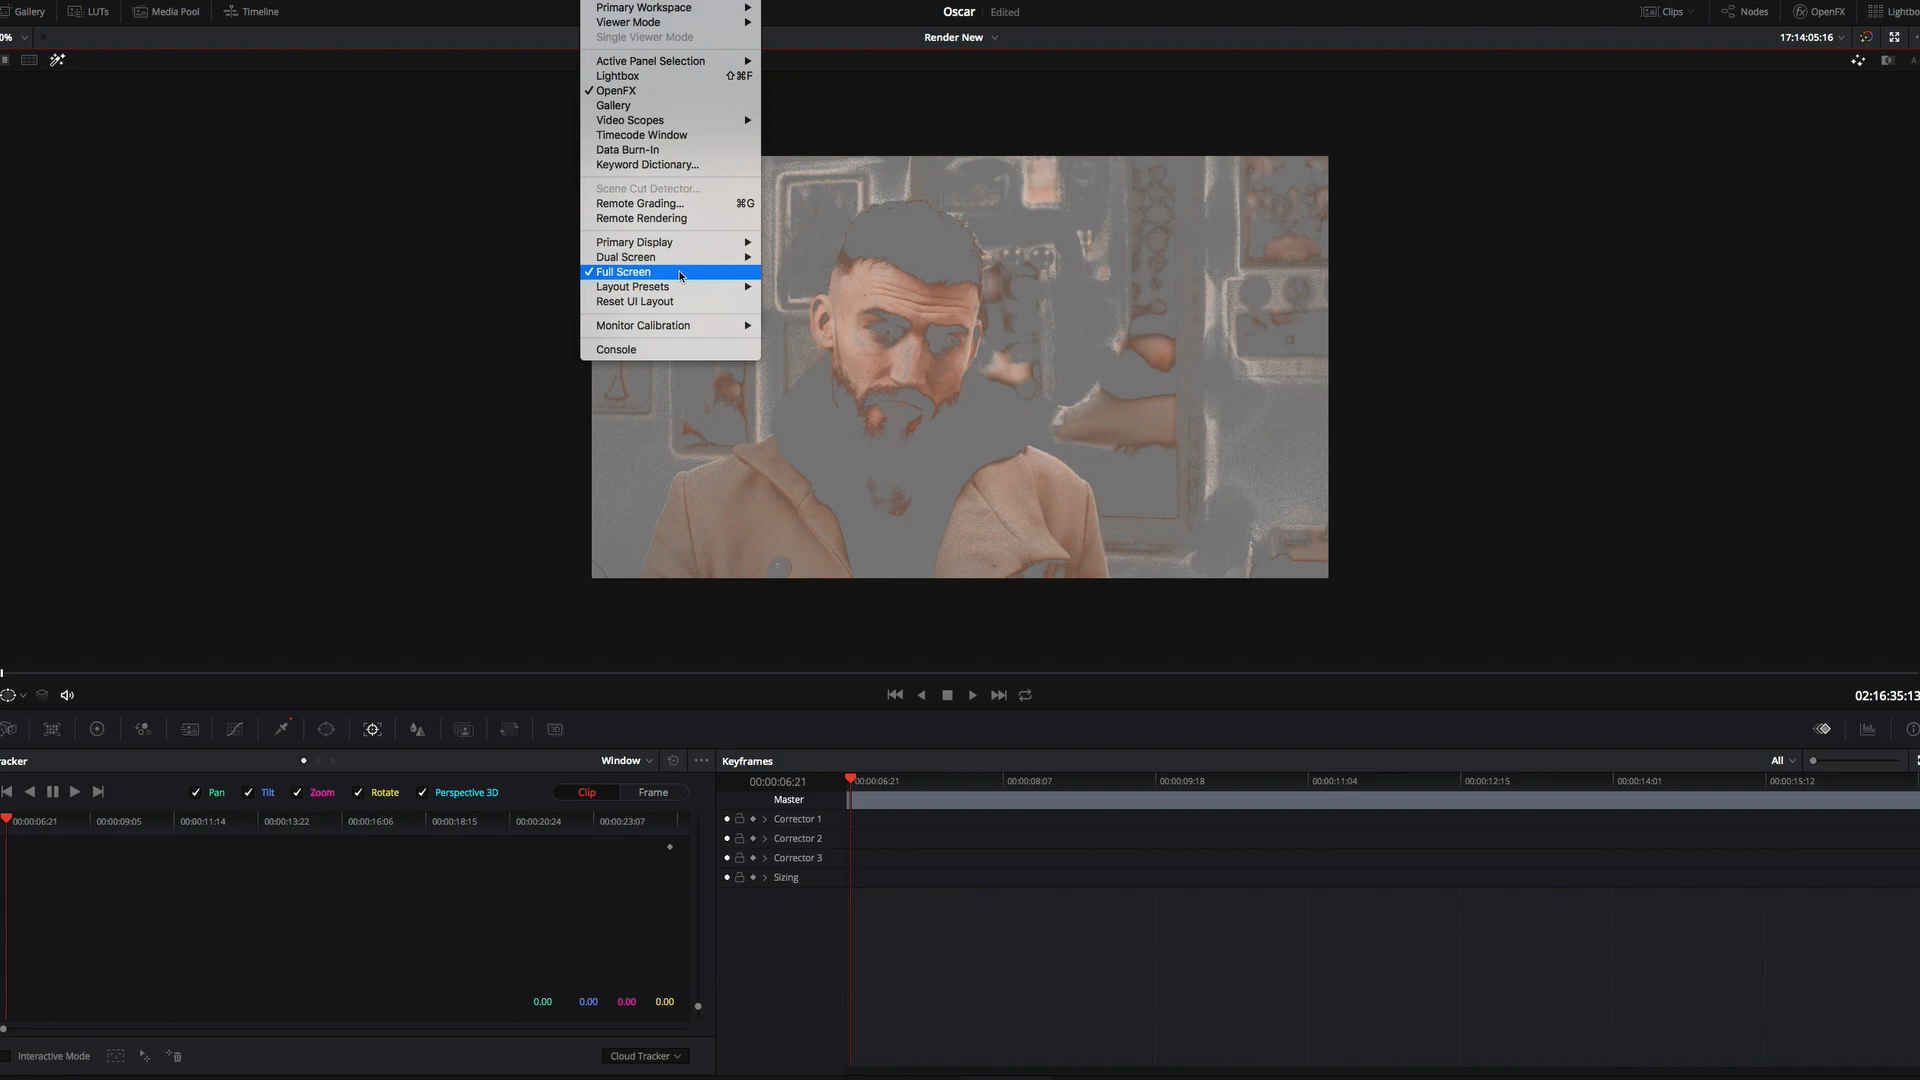 Gallery LUTs Media Pool Timeline
Oscar Edited
Clips Nodes OpenFX Lightbo
0%
Render New
17:14:05:16
Primary Workspace
Viewer Mode
Single Viewer Mode
Active Panel Selection
Lightbox ⇧⌘F
✓ OpenFX
Gallery
Video Scopes
Timecode Window
Data Burn-In
Keyword Dictionary...
Scene Cut Detector...
Remote Grading... ⌘G
Remote Rendering
Primary Display
Dual Screen
✓ Full Screen
Layout Presets
Reset UI Layout
Monitor Calibration
Console
02:16:35:13
3D
racker
Window
Keyframes
All
Pan Tilt Zoom Rotate Perspective 3D
Clip Frame
00:00:06:21 00:00:09:05 00:00:11:14 00:00:13:22 00:00:16:06 00:00:18:15 00:00:20:24 00:00:23:07
0.00 0.00 0.00 0.00
Interactive Mode
Cloud Tracker
00:00:06:21
00:00:06:21 00:00:08:07 00:00:09:18 00:00:11:04 00:00:12:15 00:00:14:01 00:00:15:12
Master
Corrector 1
Corrector 2
Corrector 3
Sizing